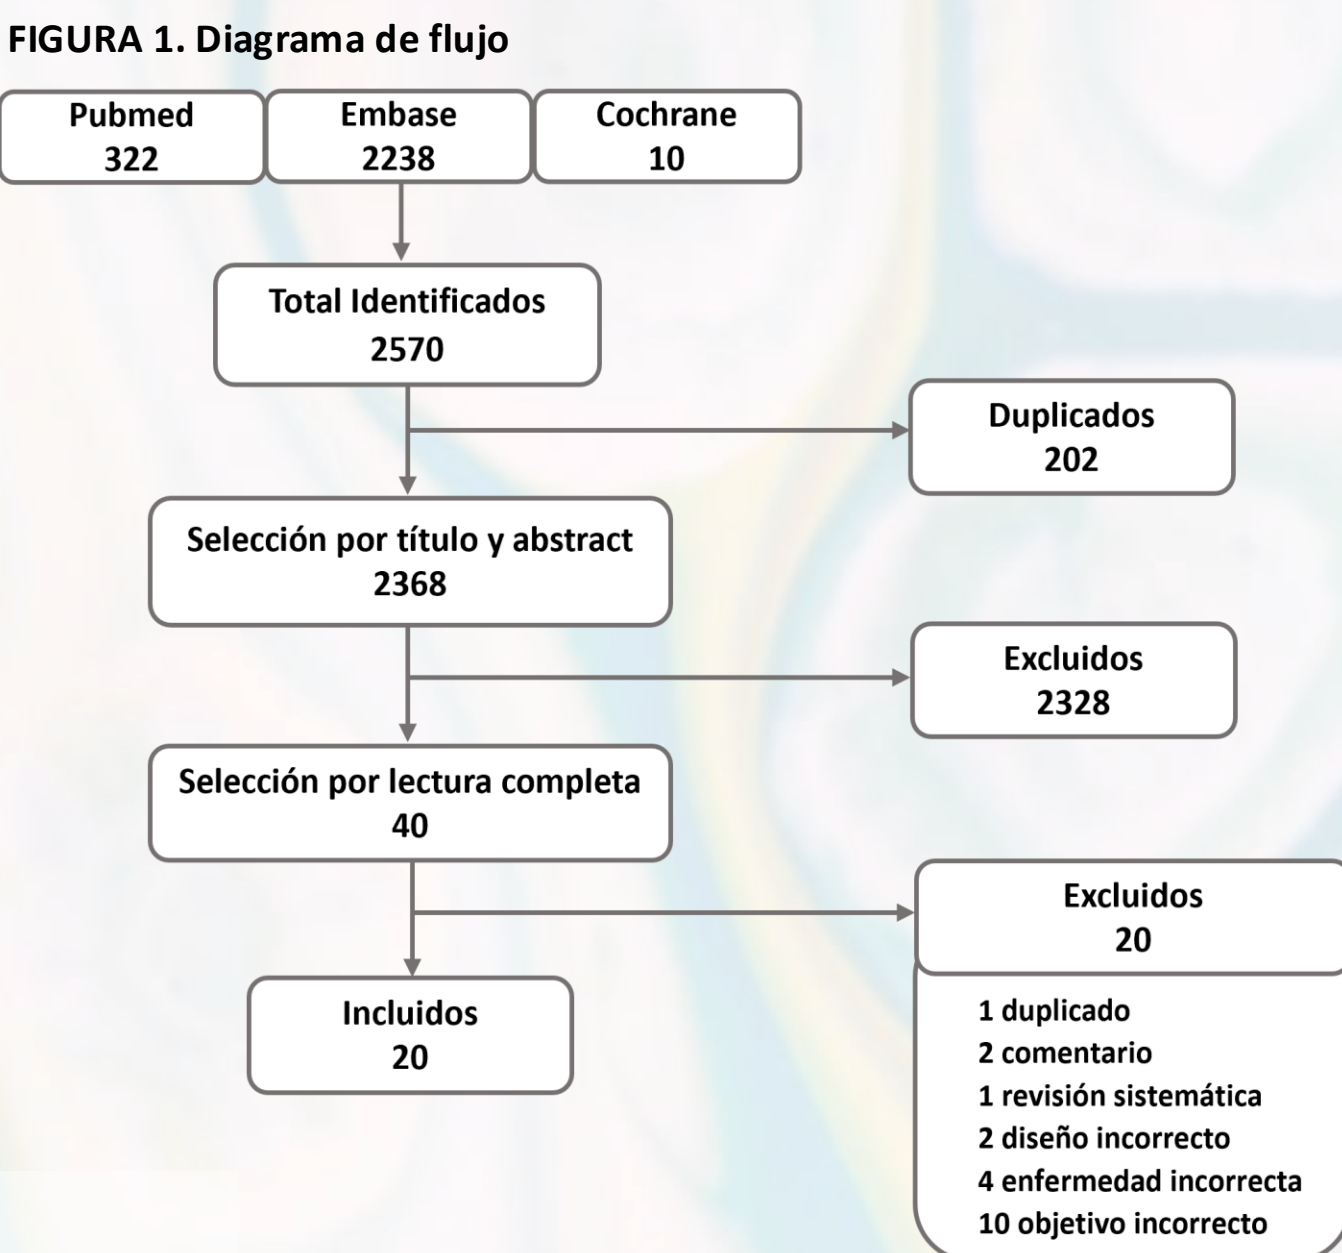 FIGURA 1. Diagrama de flujo
Pubmed
322
Embase
2238
Cochrane
10
Total Identificados
2570
Duplicados
202
Selección por título y abstract
2368
Excluidos
2328
Selección por lectura completa
40
Excluidos
20
1 duplicado
2 comentario
1 revisión sistemática
2 diseño incorrecto
4 enfermedad incorrecta
10 objetivo incorrecto
Incluidos
20